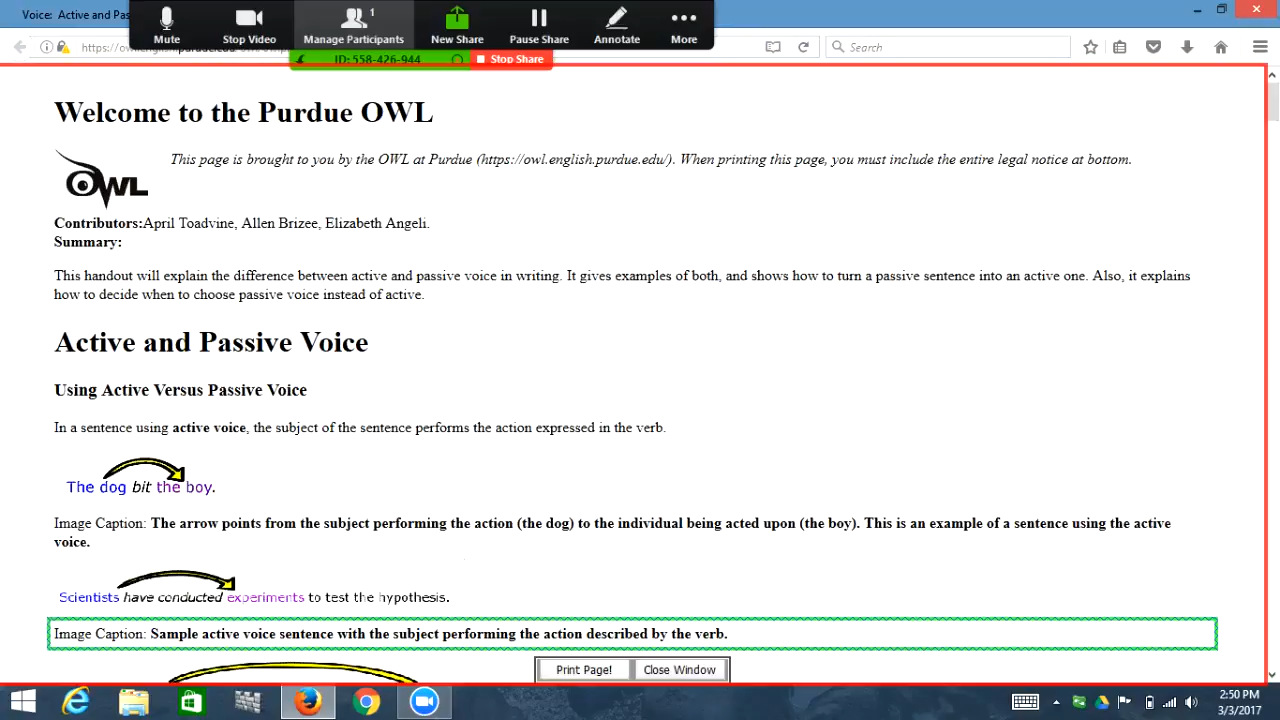 Voice: Active and Pas
Mute
Stop Video
1
Manage Participants
New Share
Pause Share
Annotate
More
ID: 558-426-944
Stop Share
Search
Welcome to the Purdue OWL
OWL
This page is brought to you by the OWL at Purdue (https://owl.english.purdue.edu/). When printing this page, you must include the entire legal notice at bottom.
Contributors:April Toadvine, Allen Brizee, Elizabeth Angeli.
Summary:
This handout will explain the difference between active and passive voice in writing. It gives examples of both, and shows how to turn a passive sentence into an active one. Also, it explains
how to decide when to choose passive voice instead of active.
Active and Passive Voice
Using Active Versus Passive Voice
In a sentence using active voice, the subject of the sentence performs the action expressed in the verb.
The dog bit the boy.
Image Caption: The arrow points from the subject performing the action (the dog) to the individual being acted upon (the boy). This is an example of a sentence using the active
voice.
Scientists have conducted experiments to test the hypothesis.
Image Caption: Sample active voice sentence with the subject performing the action described by the verb.
Print Page!
Close Window
2:50 PM
3/3/2017